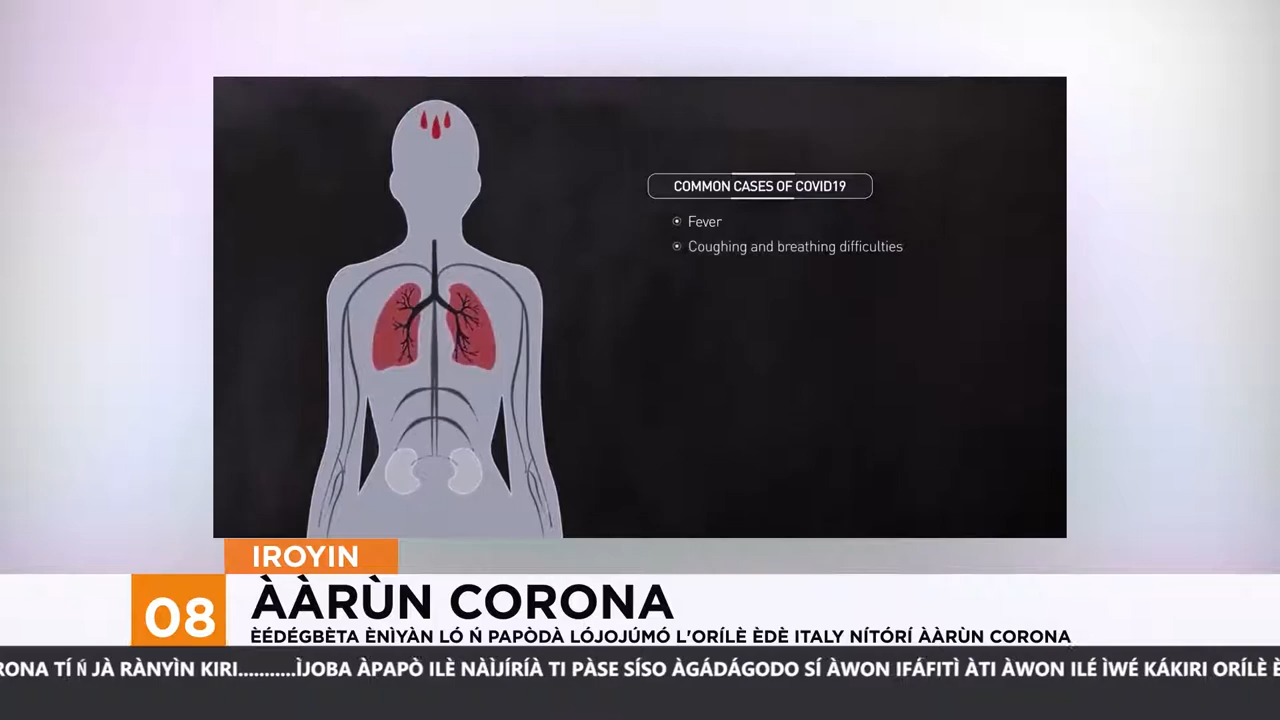 COMMON CASES OF COVID19
Fever
Coughing and breathing difficulties
IROYIN
08
ÀÀRÙN CORONA
ÈÉDÉGBÈTA ÈNÌYÀN LÓ Ń PAPÒDÀ LÓJOJÚMÓ L'ORÍLÈ ÈDÈ ITALY NÍTÓRÍ ÀÀRÙN CORONA
RONA TÍ Ń JÀ RÀNYÌN KIRI...........ÌJOBA ÀPAPÒ ILÈ NÀÌJÍRÍÀ TI PÀSE SÍSO ÀGÁDÁGODO SÍ ÀWON IFÁFITÌ ÀTI ÀWON ILÉ ÌWÉ KÁKIRI ORÍLÈ È